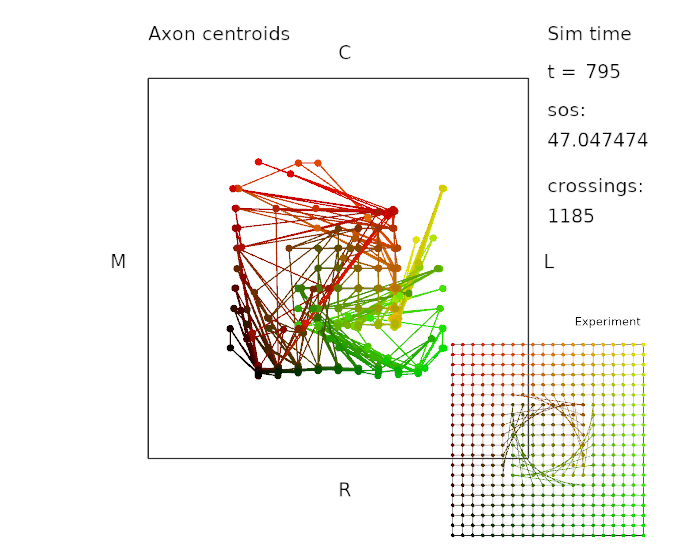 Axon centroids
C
M
L
R
Sim time
t = 795
sos:
47.047474
crossings:
1185
Experiment